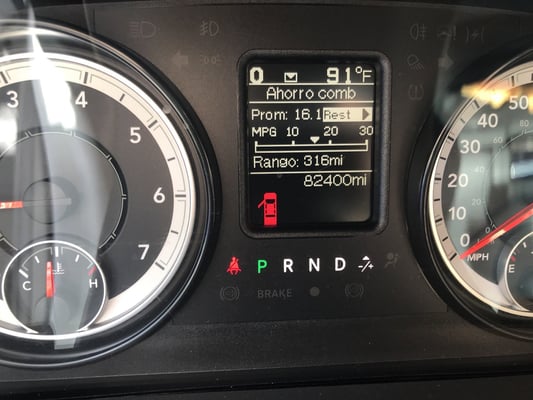 0 91°F
Ahorro comb
Prom: 16.1 Rest
MPG 10 20 30
Rango: 316mi
82400mi
3 4 5 6 7
C H
P R N D
BRAKE
50
40
30
20
10
0
MPH
80
E